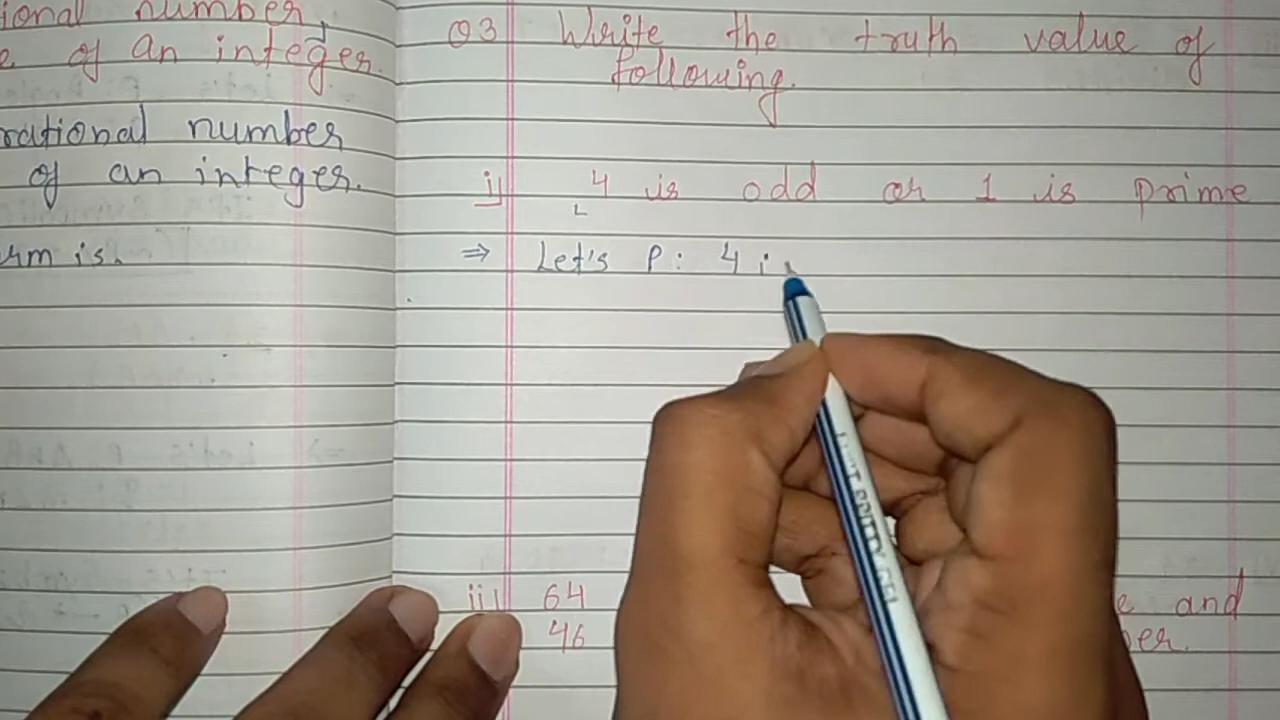 ional number,
e of an integer.
rational number
of an integer.
rm is.
Q3 Write the truth value of
following.
i) 4 is odd or 1 is prime
⇒ Let's P: 4 i
ii) 64 e and
46 ber.